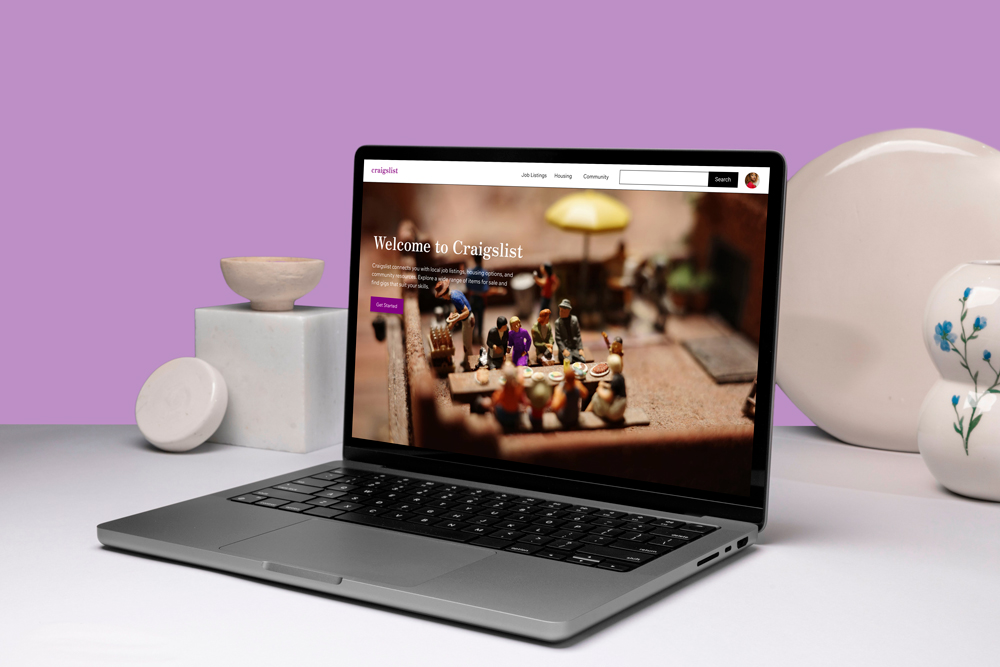 craigslist
Job Listings Housing Community
Search
Welcome to Craigslist
Craigslist connects you with local job listings, housing options, and
community resources. Explore a wide range of items for sale and
find gigs that suit your skills.
Get Started